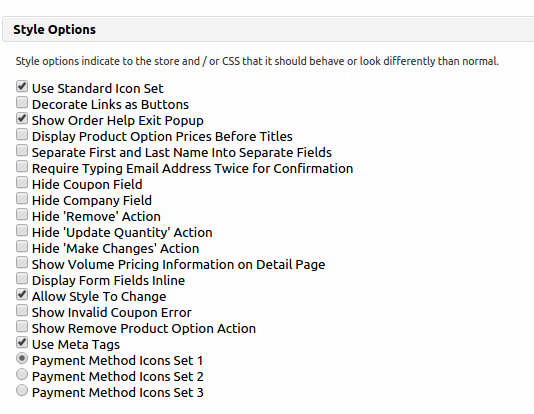 Style Options
Style options indicate to the store and / or CSS that it should behave or look differently than normal.
Use Standard Icon Set
Decorate Links as Buttons
Show Order Help Exit Popup
Display Product Option Prices Before Titles
Separate First and Last Name Into Separate Fields
Require Typing Email Address Twice for Confirmation
Hide Coupon Field
Hide Company Field
Hide 'Remove' Action
Hide 'Update Quantity' Action
Hide 'Make Changes' Action
Show Volume Pricing Information on Detail Page
Display Form Fields Inline
Allow Style To Change
Show Invalid Coupon Error
Show Remove Product Option Action
Use Meta Tags
Payment Method Icons Set 1
Payment Method Icons Set 2
Payment Method Icons Set 3